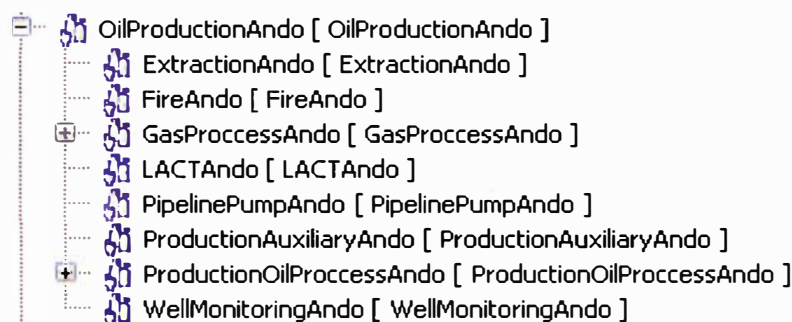 OilProductionAndo [ OilProductionAndo ]
ExtractionAndo [ ExtractionAndo ]
FireAndo [ FireAndo ]
GasProccessAndo [ GasProccessAndo ]
LACTAndo [ LACTAndo ]
PipelinePumpAndo [ PipelinePumpAndo ]
ProductionAuxiliaryAndo [ ProductionAuxiliaryAndo ]
ProductionOilProccessAndo [ ProductionOilProccessAndo ]
WellMonitoringAndo [ WellMonitoringAndo ]